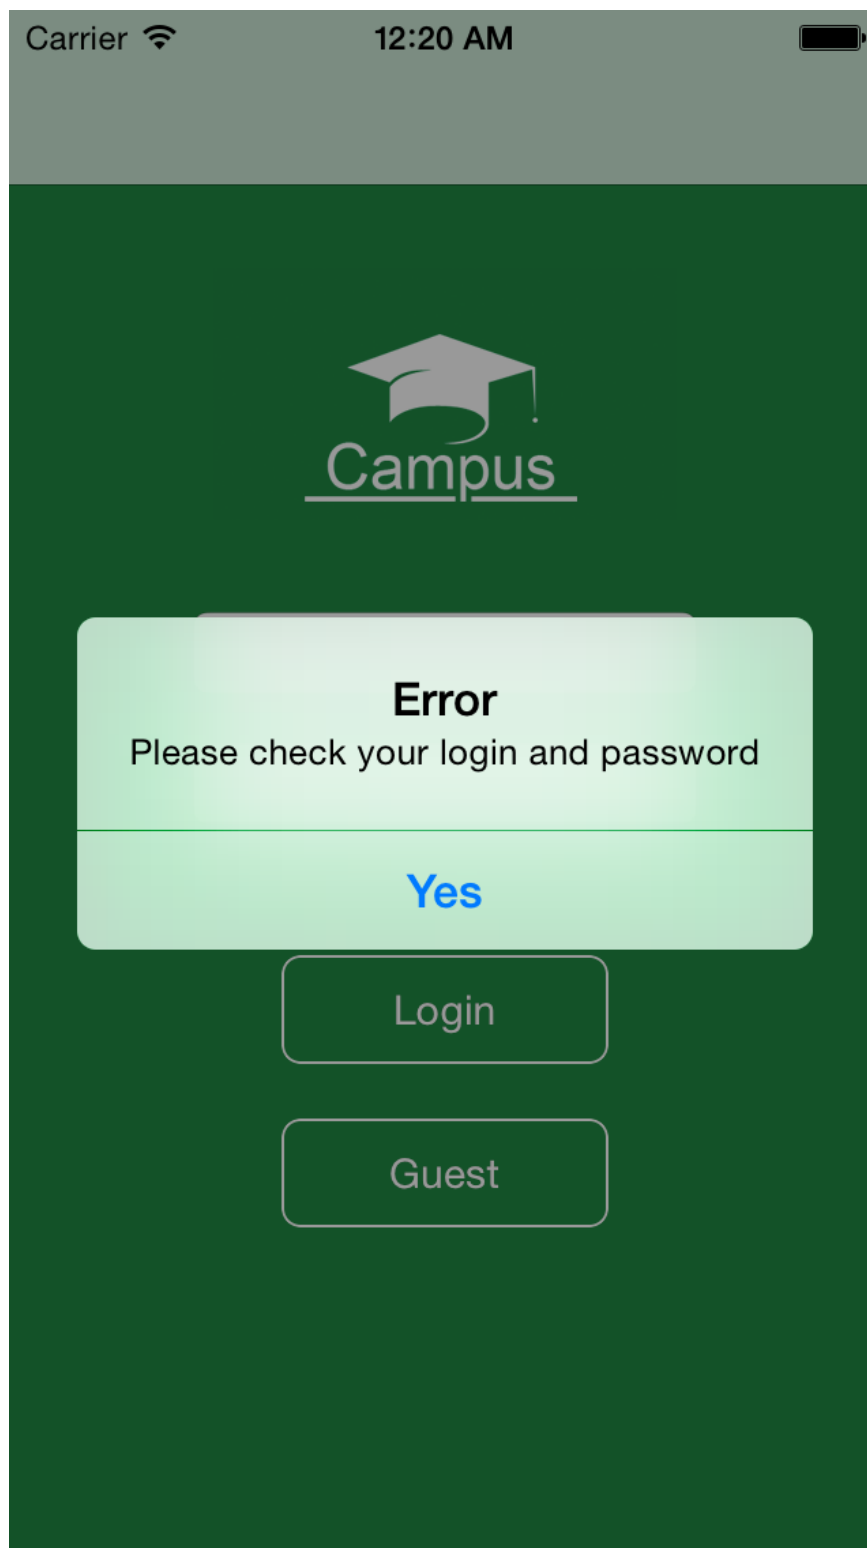 Carrier
12:20 AM
Campus
Error
Please check your login and password
Yes
Login
Guest